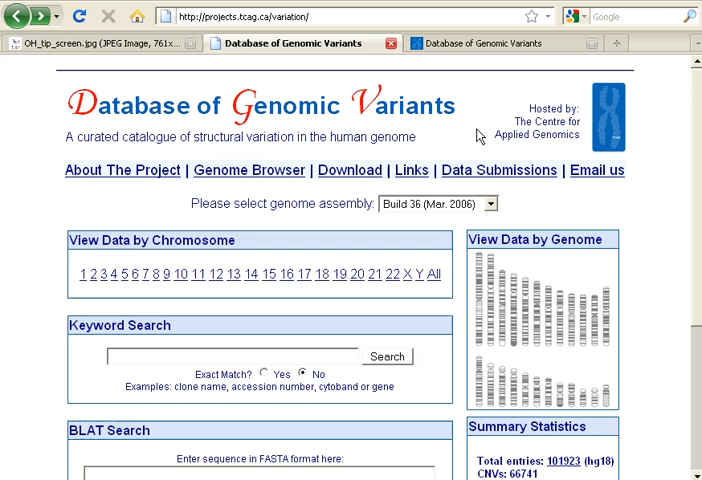 http://projects.tcag.ca/variation/
Google
OH_tip_screen.jpg (JPEG Image, 761x...
Database of Genomic Variants
Database of Genomic Variants
Database of Genomic Variants
A curated catalogue of structural variation in the human genome
Hosted by:
The Centre for
Applied Genomics
About The Project | Genome Browser | Download | Links | Data Submissions | Email us
Please select genome assembly: Build 36 (Mar. 2006)
View Data by Chromosome
1 2 3 4 5 6 7 8 9 10 11 12 13 14 15 16 17 18 19 20 21 22 X Y All
View Data by Genome
Keyword Search
Search
Exact Match? Yes No
Examples: clone name, accession number, cytoband or gene
BLAT Search
Enter sequence in FASTA format here:
Summary Statistics
Total entries: 101923 (hg18)
CNVs: 66741